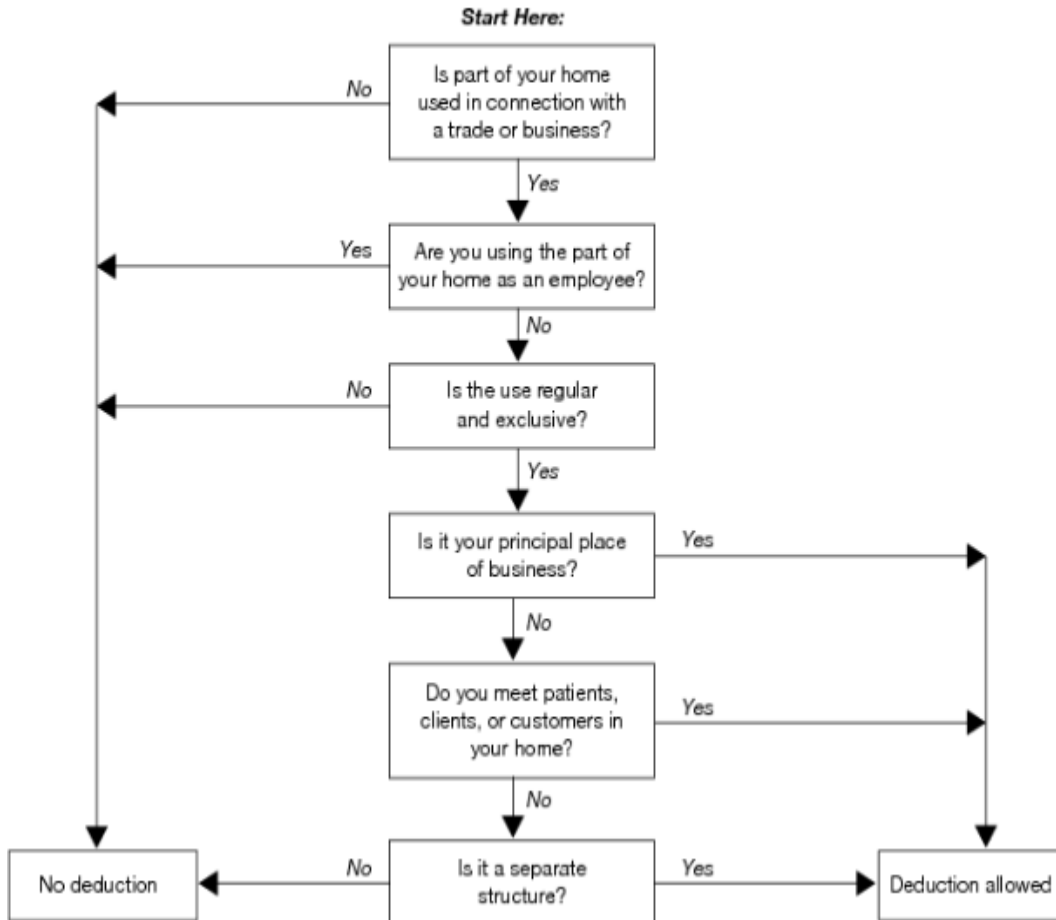 Start Here:
Is part of your home
used in connection with
a trade or business?
No
Yes
Are you using the part of
your home as an employee?
Yes
No
Is the use regular
and exclusive?
No
Yes
Is it your principal place
of business?
Yes
No
Do you meet patients,
clients, or customers in
your home?
Yes
No
Is it a separate
structure?
No
Yes
No deduction
Deduction allowed